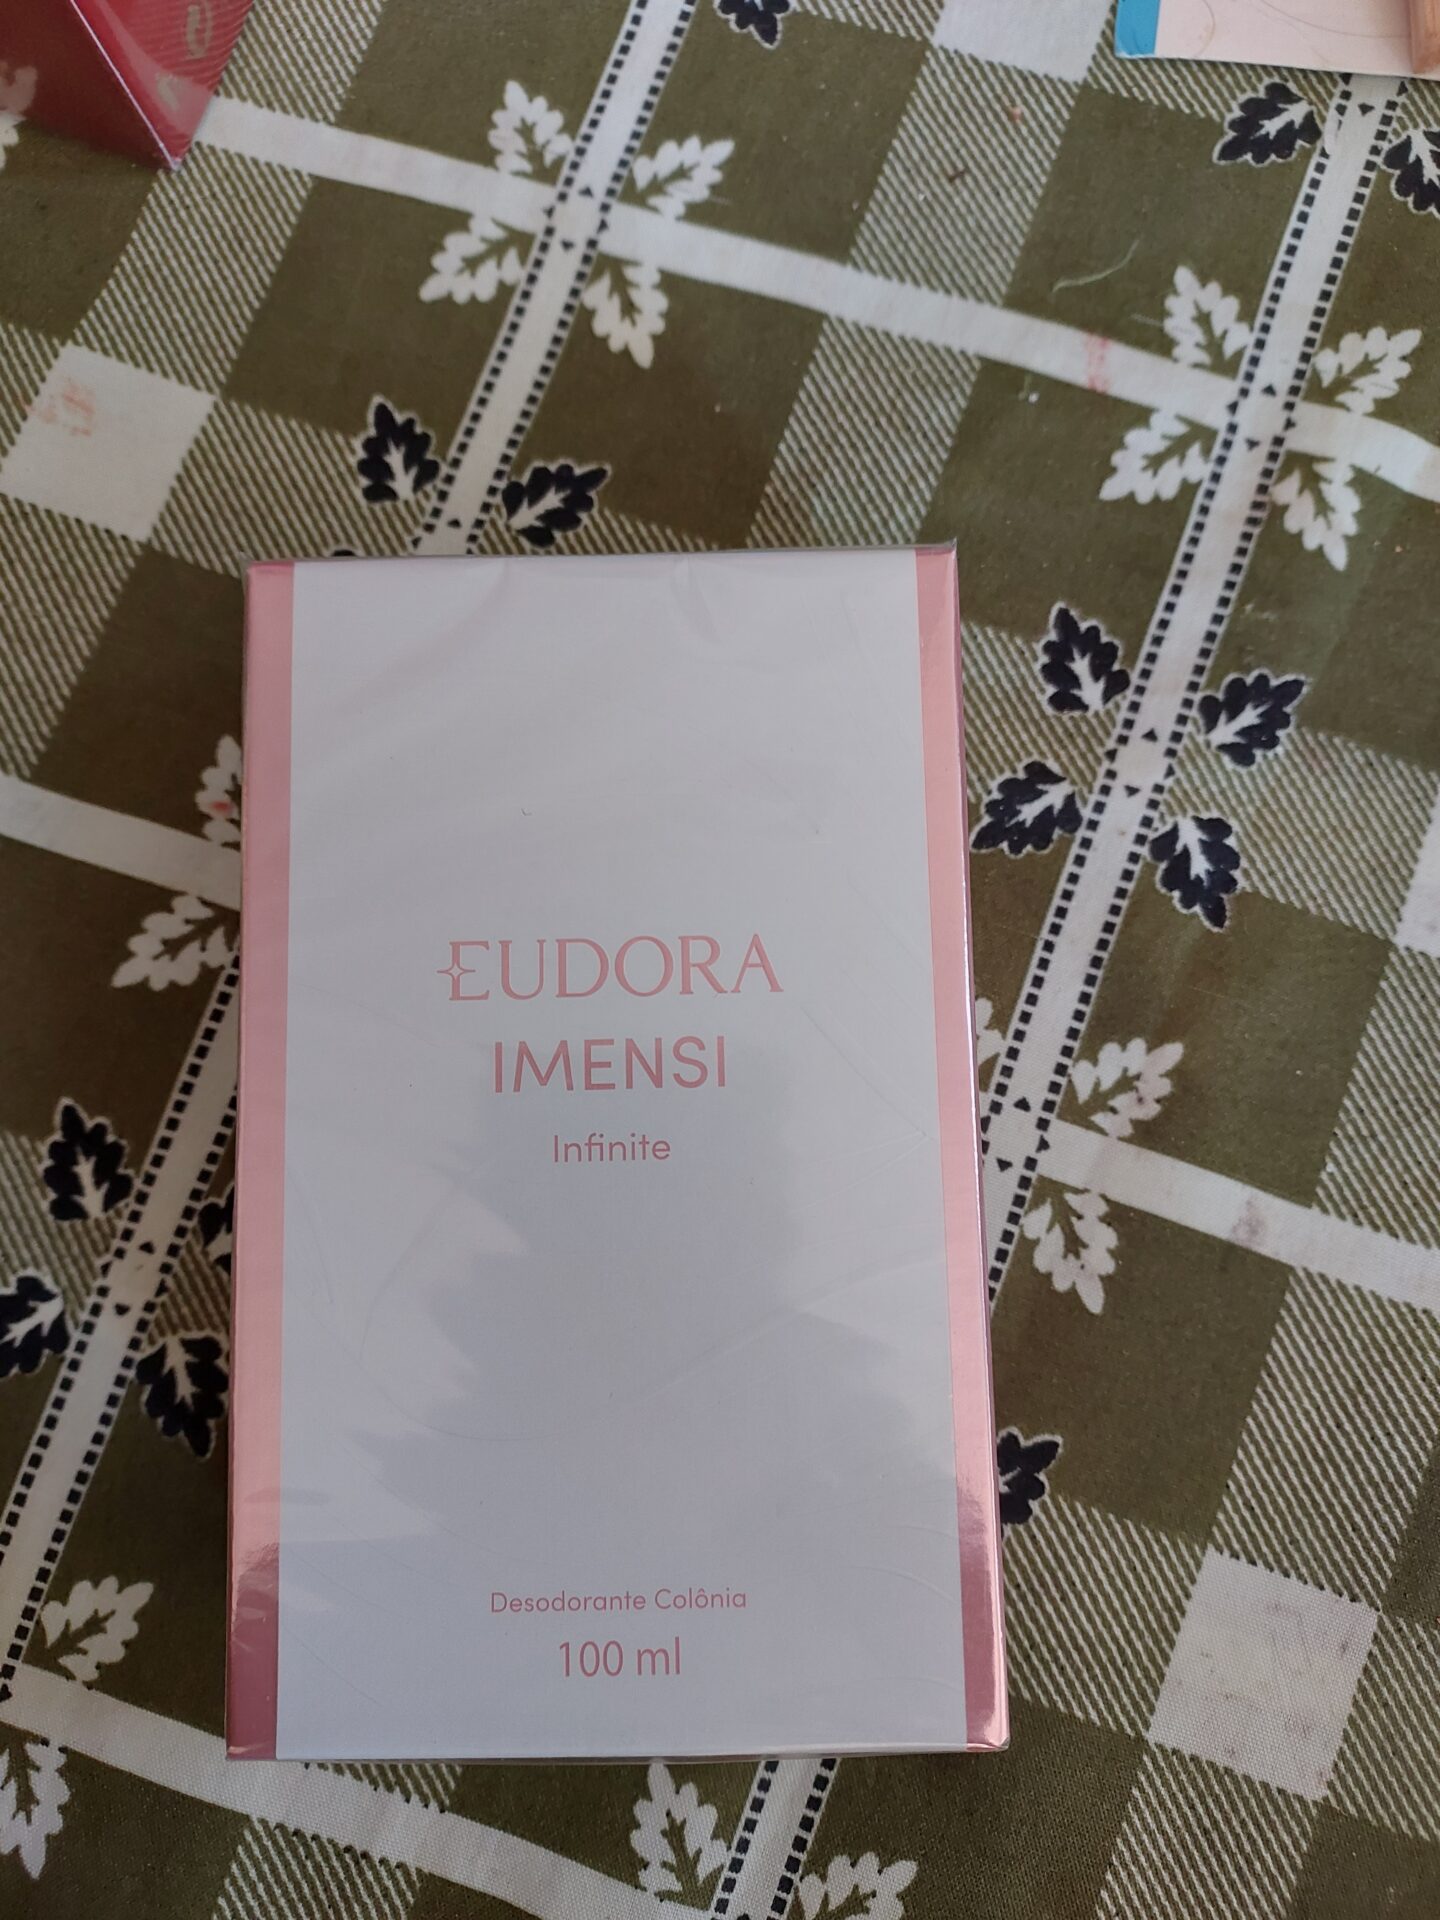 EUDORA
IMENSI
Infinite
Desodorante Colônia
100 ml